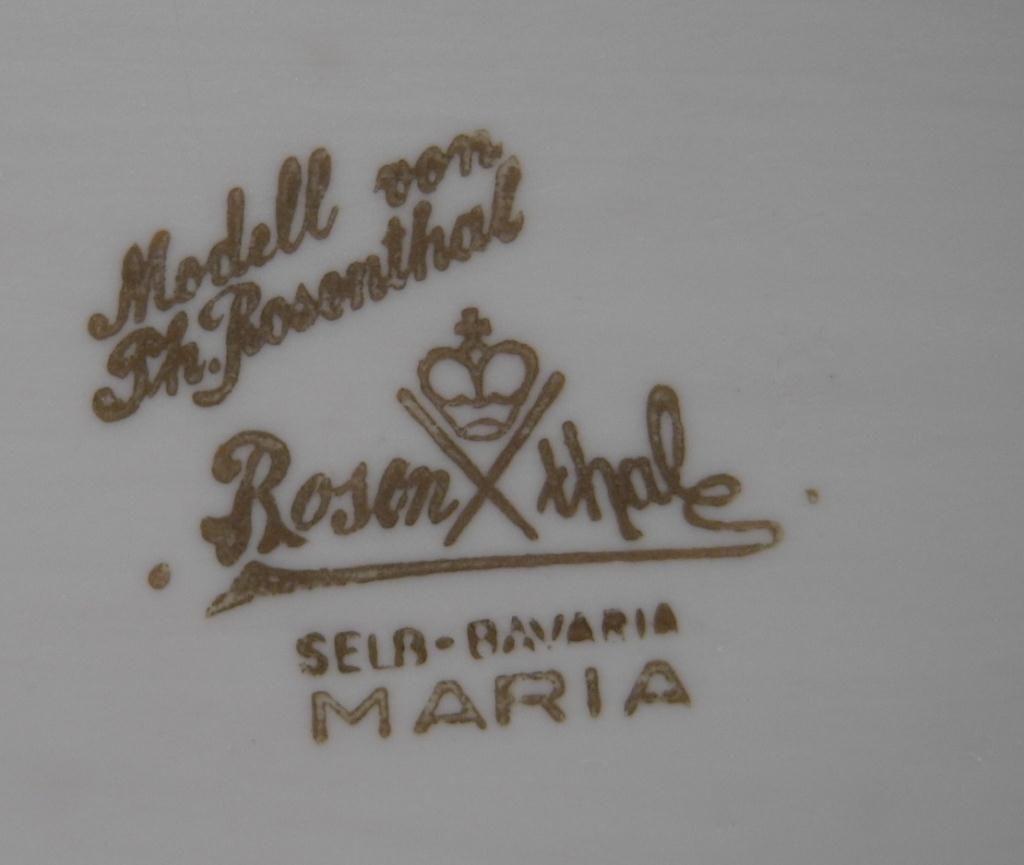 Modell von
Ph. Rosenthal
Rosenthal
SELB-BAVARIA
MARIA